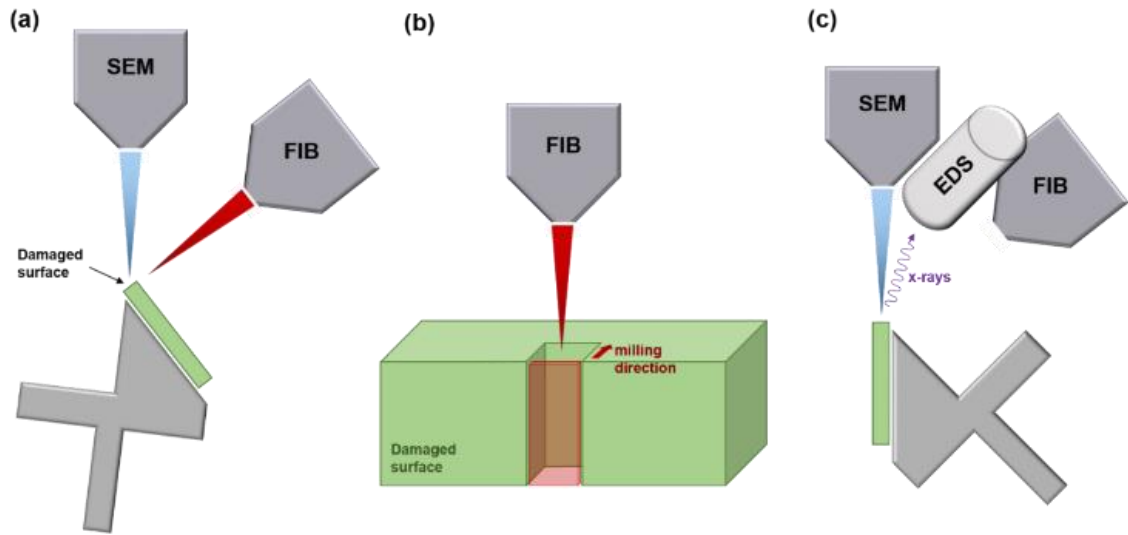 (a)
SEM
FIB
Damaged
surface
(b)
FIB
milling
direction
Damaged
surface
(c)
SEM
EDS
FIB
x-rays